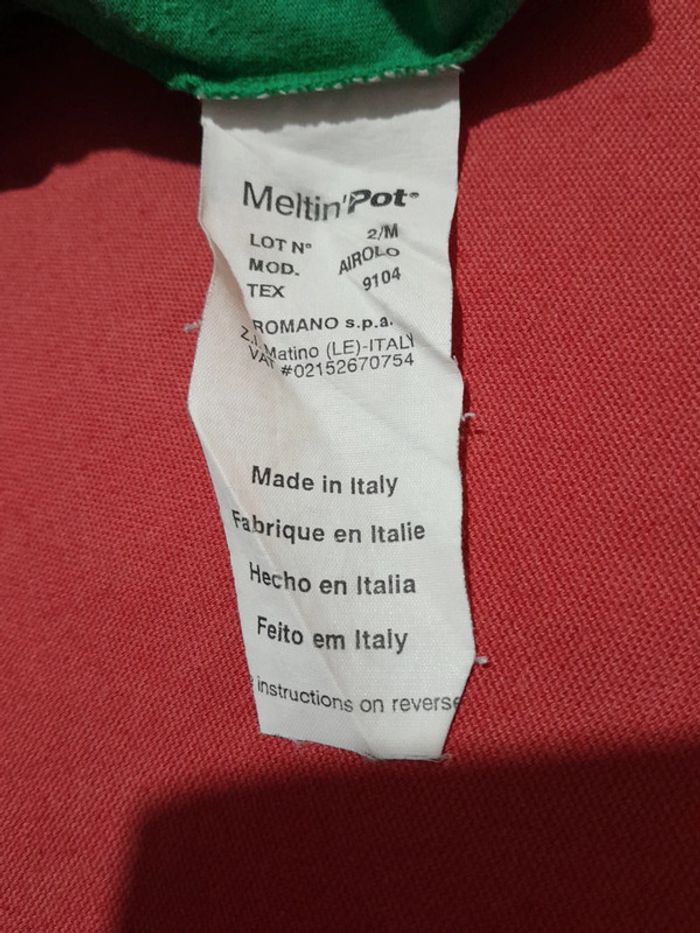 Meltin'Pot®
LOT N° 2/M
MOD. AIROLO
TEX 9104
ROMANO s.p.a.
Z.I. Matino (LE)-ITALY
VAT #02152670754
Made in Italy
Fabrique en Italie
Hecho en Italia
Feito em Italy
instructions on reverse